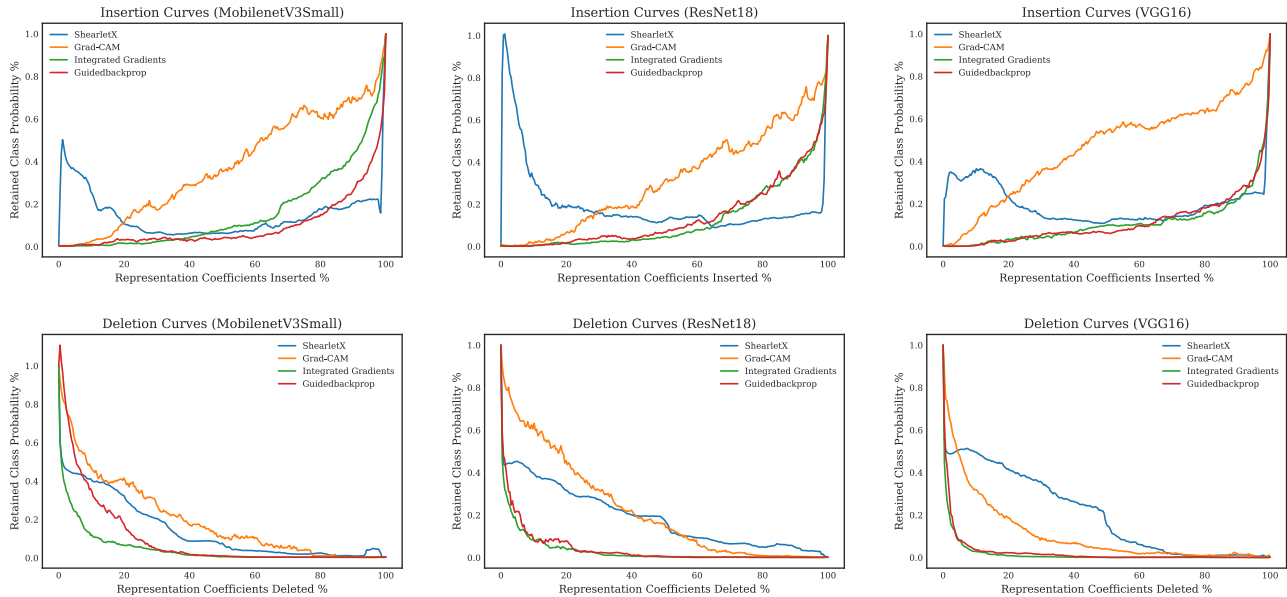 Insertion Curves (MobilenetV3Small)
1.0
0.8
0.6
0.4
0.2
0.0
Retained Class Probability %
ShearletX
Grad-CAM
Integrated Gradients
Guidedbackprop
0 20 40 60 80 100
Representation Coefficients Inserted %
Insertion Curves (ResNet18)
1.0
0.8
0.6
0.4
0.2
0.0
Retained Class Probability %
ShearletX
Grad-CAM
Integrated Gradients
Guidedbackprop
0 20 40 60 80 100
Representation Coefficients Inserted %
Insertion Curves (VGG16)
1.0
0.8
0.6
0.4
0.2
0.0
Retained Class Probability %
ShearletX
Grad-CAM
Integrated Gradients
Guidedbackprop
0 20 40 60 80 100
Representation Coefficients Inserted %
Deletion Curves (MobilenetV3Small)
1.0
0.8
0.6
0.4
0.2
0.0
Retained Class Probability %
ShearletX
Grad-CAM
Integrated Gradients
Guidedbackprop
0 20 40 60 80 100
Representation Coefficients Deleted %
Deletion Curves (ResNet18)
1.0
0.8
0.6
0.4
0.2
0.0
Retained Class Probability %
ShearletX
Grad-CAM
Integrated Gradients
Guidedbackprop
0 20 40 60 80 100
Representation Coefficients Deleted %
Deletion Curves (VGG16)
1.0
0.8
0.6
0.4
0.2
0.0
Retained Class Probability %
ShearletX
Grad-CAM
Integrated Gradients
Guidedbackprop
0 20 40 60 80 100
Representation Coefficients Deleted %